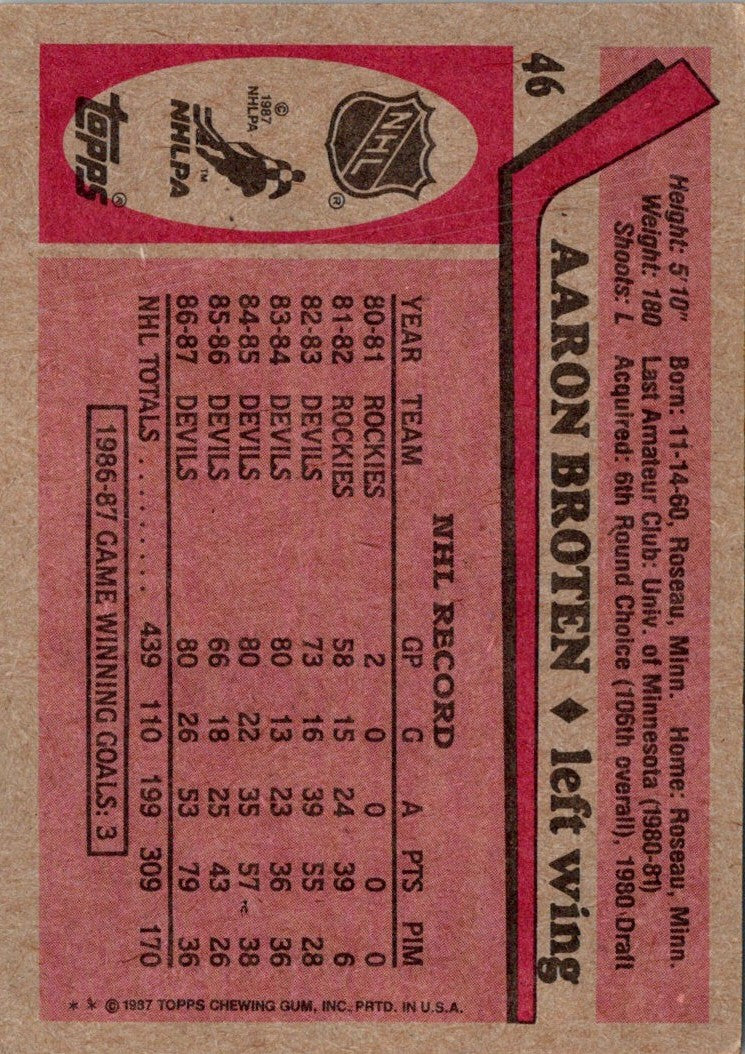 46
Height: 5'10" Born: 11-14-60, Roseau, Minn. Home: Roseau, Minn.
Weight: 180 Last Amateur Club: Univ. of Minnesota (1980-81)
Shoots: L Acquired: 6th Round Choice (106th overall), 1980 Draft
AARON BROTEN ♦ left wing
NHL ®
© 1987 NHLPA
NHLPA ™
topps ®
NHL RECORD
YEAR TEAM GP G A PTS PIM
80-81 ROCKIES 2 0 0 0 0
81-82 ROCKIES 58 15 24 39 6
82-83 DEVILS 73 16 39 55 28
83-84 DEVILS 80 13 23 36 36
84-85 DEVILS 80 22 35 57 38
85-86 DEVILS 66 18 25 43 26
86-87 DEVILS 80 26 53 79 36
NHL TOTALS ......... 439 110 199 309 170
1986-87 GAME WINNING GOALS: 3
* * © 1987 TOPPS CHEWING GUM, INC. PRTD. IN U.S.A.